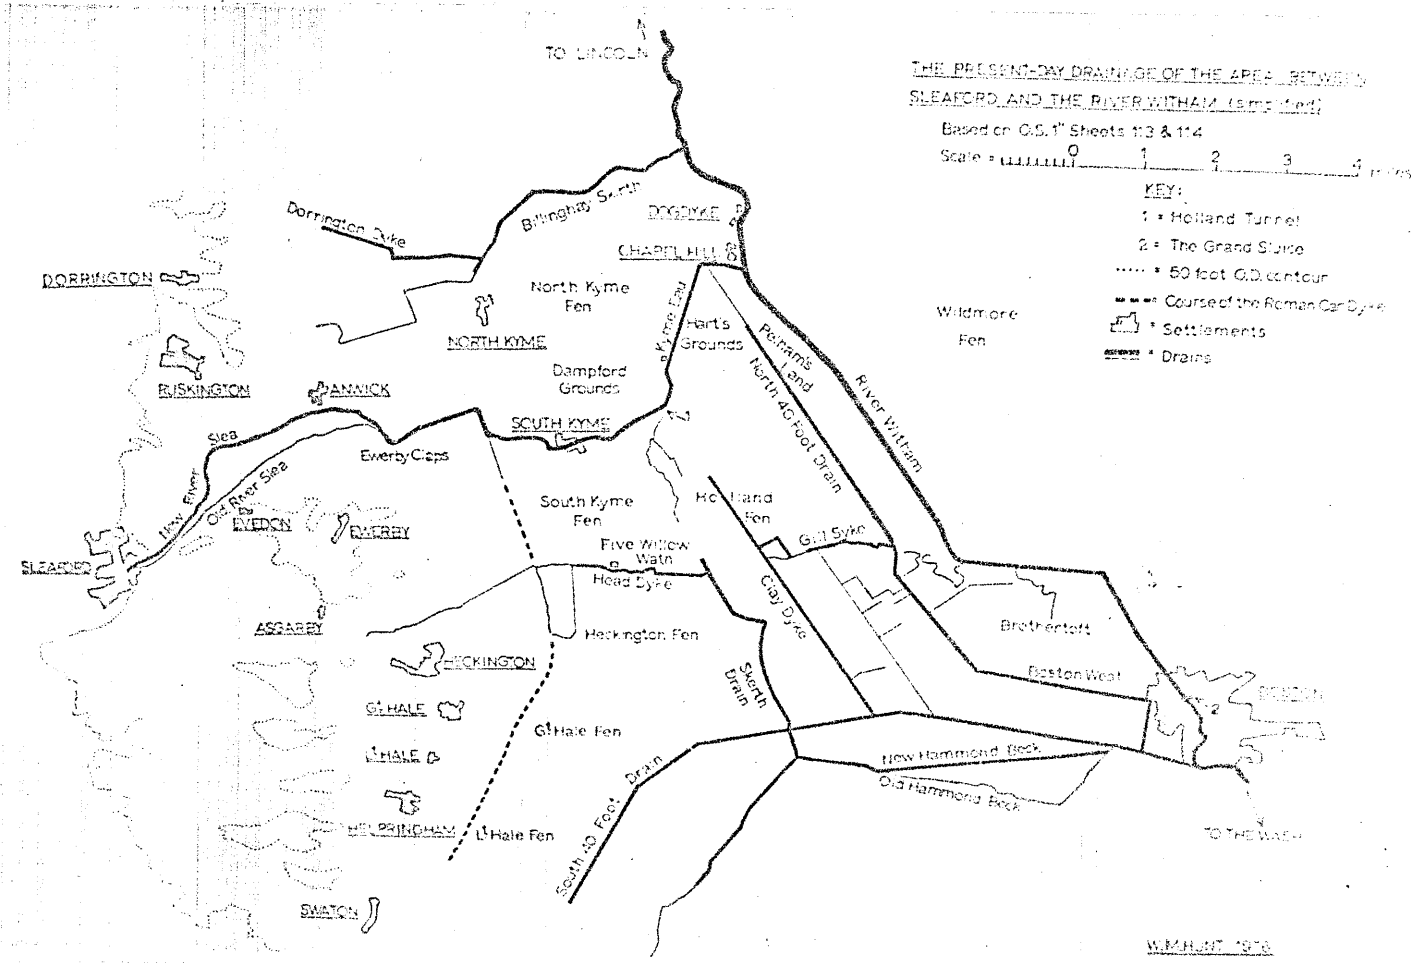 TO LINCOLN
THE PRESENT-DAY DRAINAGE OF THE AREA BETWEEN
SLEAFORD AND THE RIVER WITHAM (simplified)
Based on O.S. 1" Sheets 113 & 114
Scale =
0 1 2 3 4 miles
KEY:
1 = Holland Tunnel
2 = The Grand Sluice
..... = 50 foot O.D. contour
---- = Course of the Roman Car Dyke
= Settlements
= Drains
Dorrington Dyke
Billinghay Skirth
DOGDYKE
CHAPEL HILL
DORRINGTON
North Kyme
Fen
NORTH KYME
Kyme Eau
Hart's
Grounds
Pelham's
Land
Wildmore
Fen
RUSKINGTON
ANWICK
Dampford
Grounds
North 40 Foot Drain
River Witham
SOUTH KYME
New River Slea
Old River Slea
Ewerby Claps
EVEDON
EWERBY
South Kyme
Fen
Holland
Fen
Five Willow
Wath
Head Dyke
Gill Syke
Clay Dyke
SLEAFORD
ASGARBY
Heckington Fen
HECKINGTON
Skerth
Drain
Brothertoft
Boston West
BOSTON
2
Gt HALE
Gt Hale Fen
Lt HALE
New Hammond Beck
Old Hammond Beck
HELPRINGHAM
Lt Hale Fen
South 40 Foot Drain
TO THE WASH
SWATON